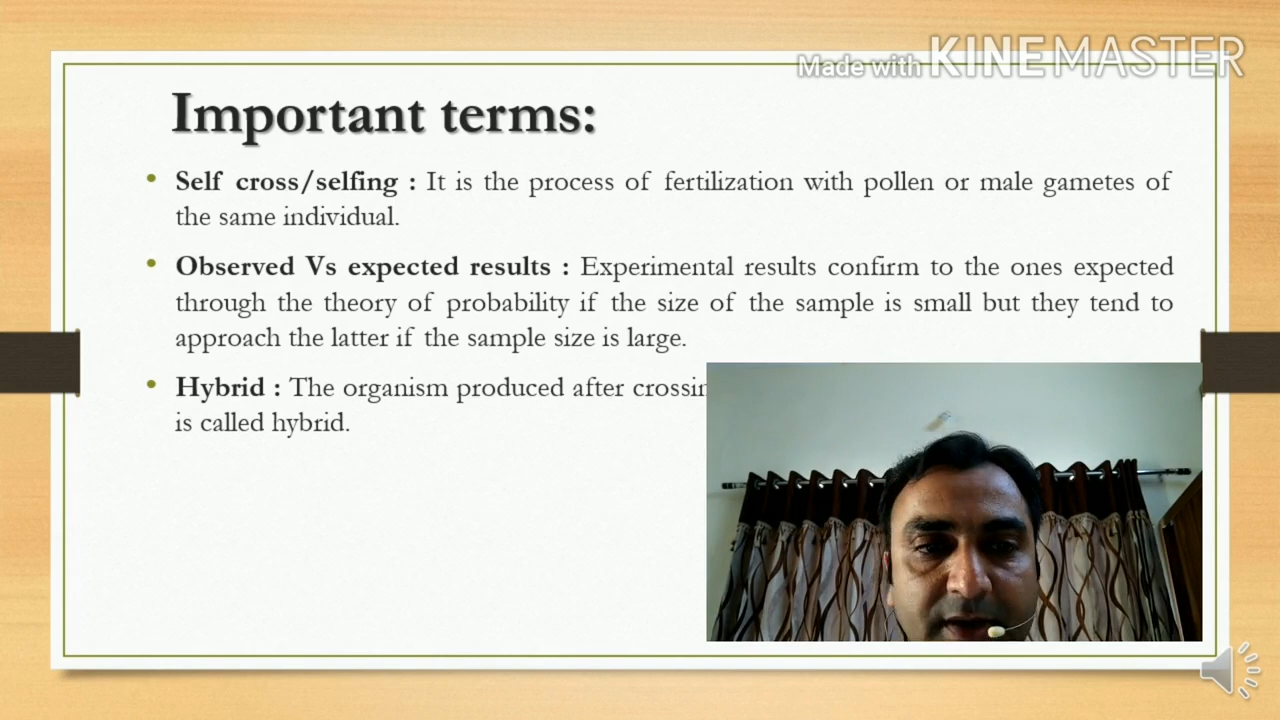 Made with KINEMASTER
Important terms:
• Self cross/selfing : It is the process of fertilization with pollen or male gametes of
the same individual.
• Observed Vs expected results : Experimental results confirm to the ones expected
through the theory of probability if the size of the sample is small but they tend to
approach the latter if the sample size is large.
• Hybrid : The organism produced after
is called hybrid.